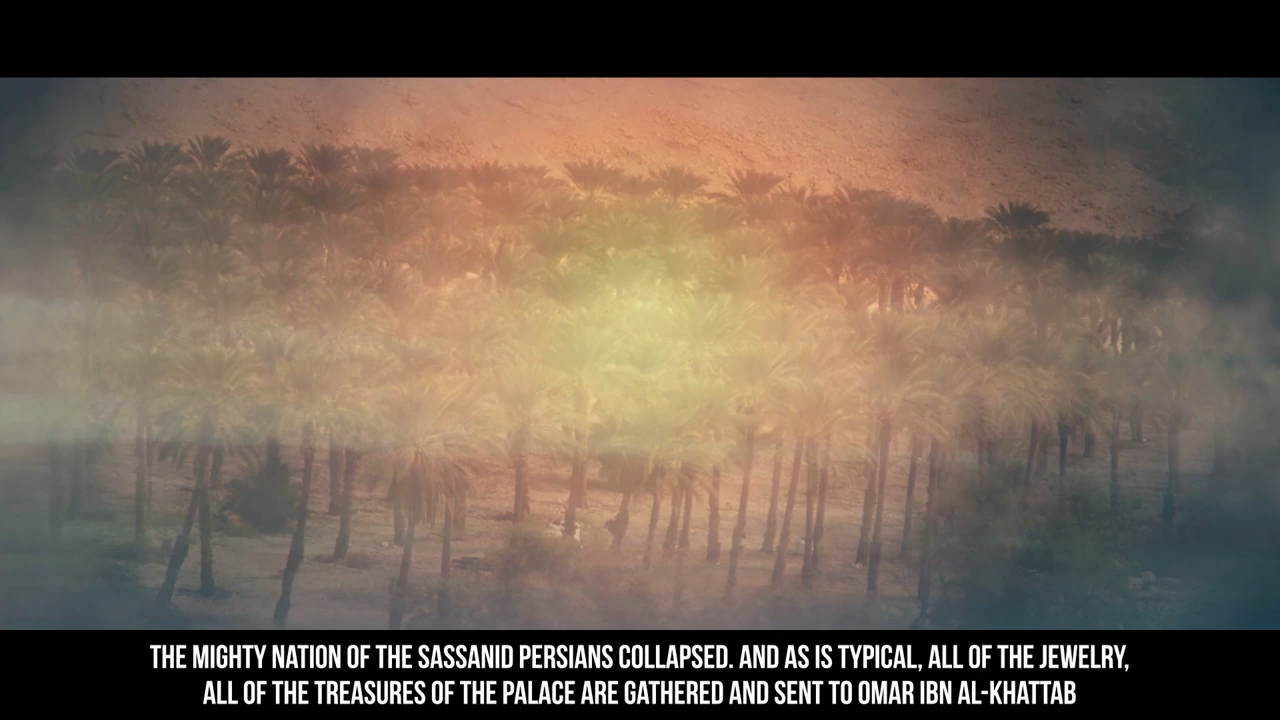 THE MIGHTY NATION OF THE SASSANID PERSIANS COLLAPSED. AND AS IS TYPICAL, ALL OF THE JEWELRY,
ALL OF THE TREASURES OF THE PALACE ARE GATHERED AND SENT TO OMAR IBN AL-KHATTAB